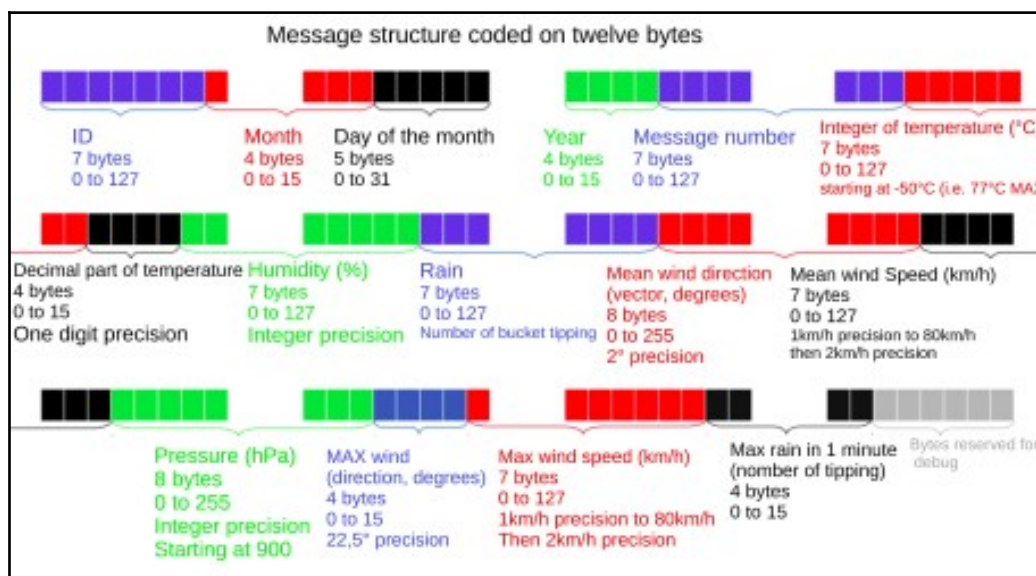 Message structure coded on twelve bytes
ID
7 bytes
0 to 127
Month
4 bytes
0 to 15
Day of the month
5 bytes
0 to 31
Year
4 bytes
0 to 15
Message number
7 bytes
0 to 127
Integer of temperature (°C
7 bytes
0 to 127
starting at -50°C (i.e. 77°C MAX
Decimal part of temperature
4 bytes
0 to 15
One digit precision
Humidity (%)
7 bytes
0 to 127
Integer precision
Rain
7 bytes
0 to 127
Number of bucket tipping
Mean wind direction
(vector, degrees)
8 bytes
0 to 255
2° precision
Mean wind Speed (km/h)
7 bytes
0 to 127
1km/h precision to 80km/h
then 2km/h precision
Pressure (hPa)
8 bytes
0 to 255
Integer precision
Starting at 900
MAX wind
(direction, degrees)
4 bytes
0 to 15
22,5° precision
Max wind speed (km/h)
7 bytes
0 to 127
1km/h precision to 80km/h
Then 2km/h precision
Max rain in 1 minute
(nomber of tipping)
4 bytes
0 to 15
Bytes reserved for
debug